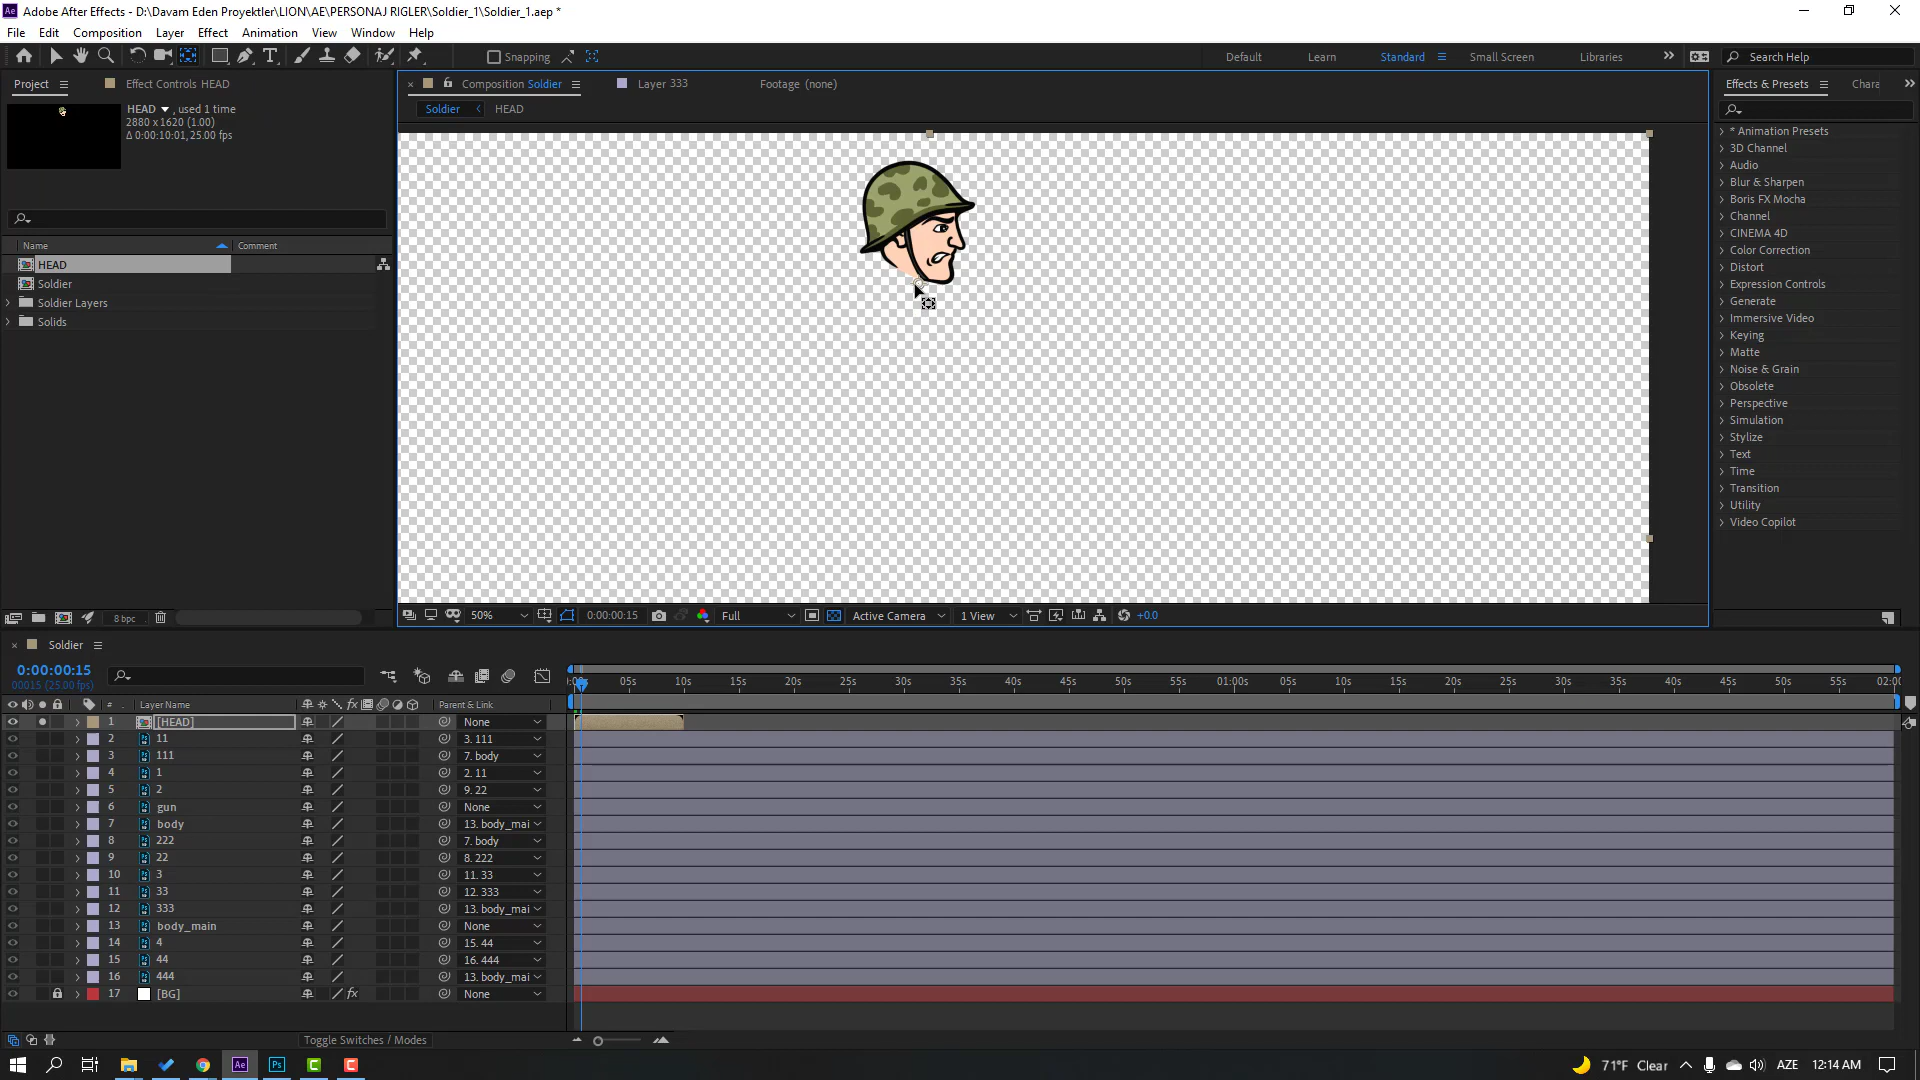 Adobe After Effects - D:\Davam Eden Proyektler\LION\AE\PERSONAJ RIGLER\Soldier_1\Soldier_1.aep *
File Edit Composition Layer Effect Animation View Window Help
Snapping
Default Learn Standard Small Screen Libraries Search Help
Project Effect Controls HEAD
Composition Soldier Layer 333 Footage (none)
Effects & Presets Chara
HEAD , used 1 time
2880 x 1620 (1.00)
Δ 0:00:10:01, 25.00 fps
Soldier HEAD
Name Comment
HEAD
Soldier
Soldier Layers
Solids
* Animation Presets
3D Channel
Audio
Blur & Sharpen
Boris FX Mocha
Channel
CINEMA 4D
Color Correction
Distort
Expression Controls
Generate
Immersive Video
Keying
Matte
Noise & Grain
Obsolete
Perspective
Simulation
Stylize
Text
Time
Transition
Utility
Video Copilot
8 bpc
50% 0:00:00:15 Full Active Camera 1 View +0.0
Soldier
0:00:00:15
00015 (25.00 fps)
05s 10s 15s 20s 25s 30s 35s 40s 45s 50s 55s 01:00s 05s 10s 15s 20s 25s 30s 35s 40s 45s 50s 55s 02:00
# Layer Name Parent & Link
1 [HEAD] None
2 11 3. 111
3 111 7. body
4 1 2. 11
5 2 9. 22
6 gun None
7 body 13. body_mai
8 222 7. body
9 22 8. 222
10 3 11. 33
11 33 12. 333
12 333 13. body_mai
13 body_main None
14 4 15. 44
15 44 16. 444
16 444 13. body_mai
17 [BG] None
Toggle Switches / Modes
71°F Clear AZE 12:14 AM